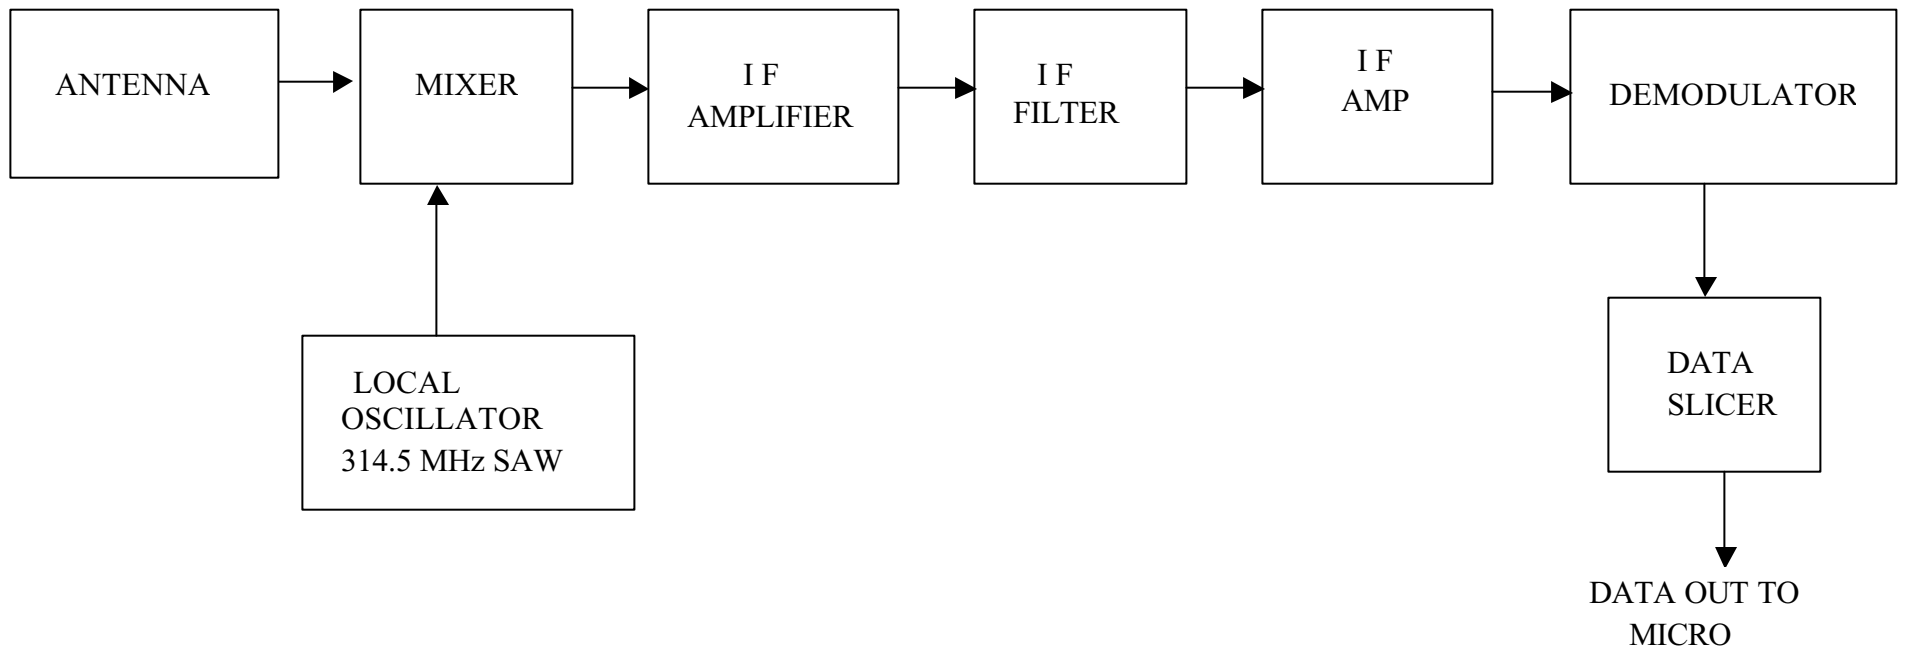 ANTENNA
MIXER
I F
AMPLIFIER
I F
FILTER
I F
AMP
DEMODULATOR
LOCAL
OSCILLATOR
314.5 MHz SAW
DATA
SLICER
DATA OUT TO
MICRO